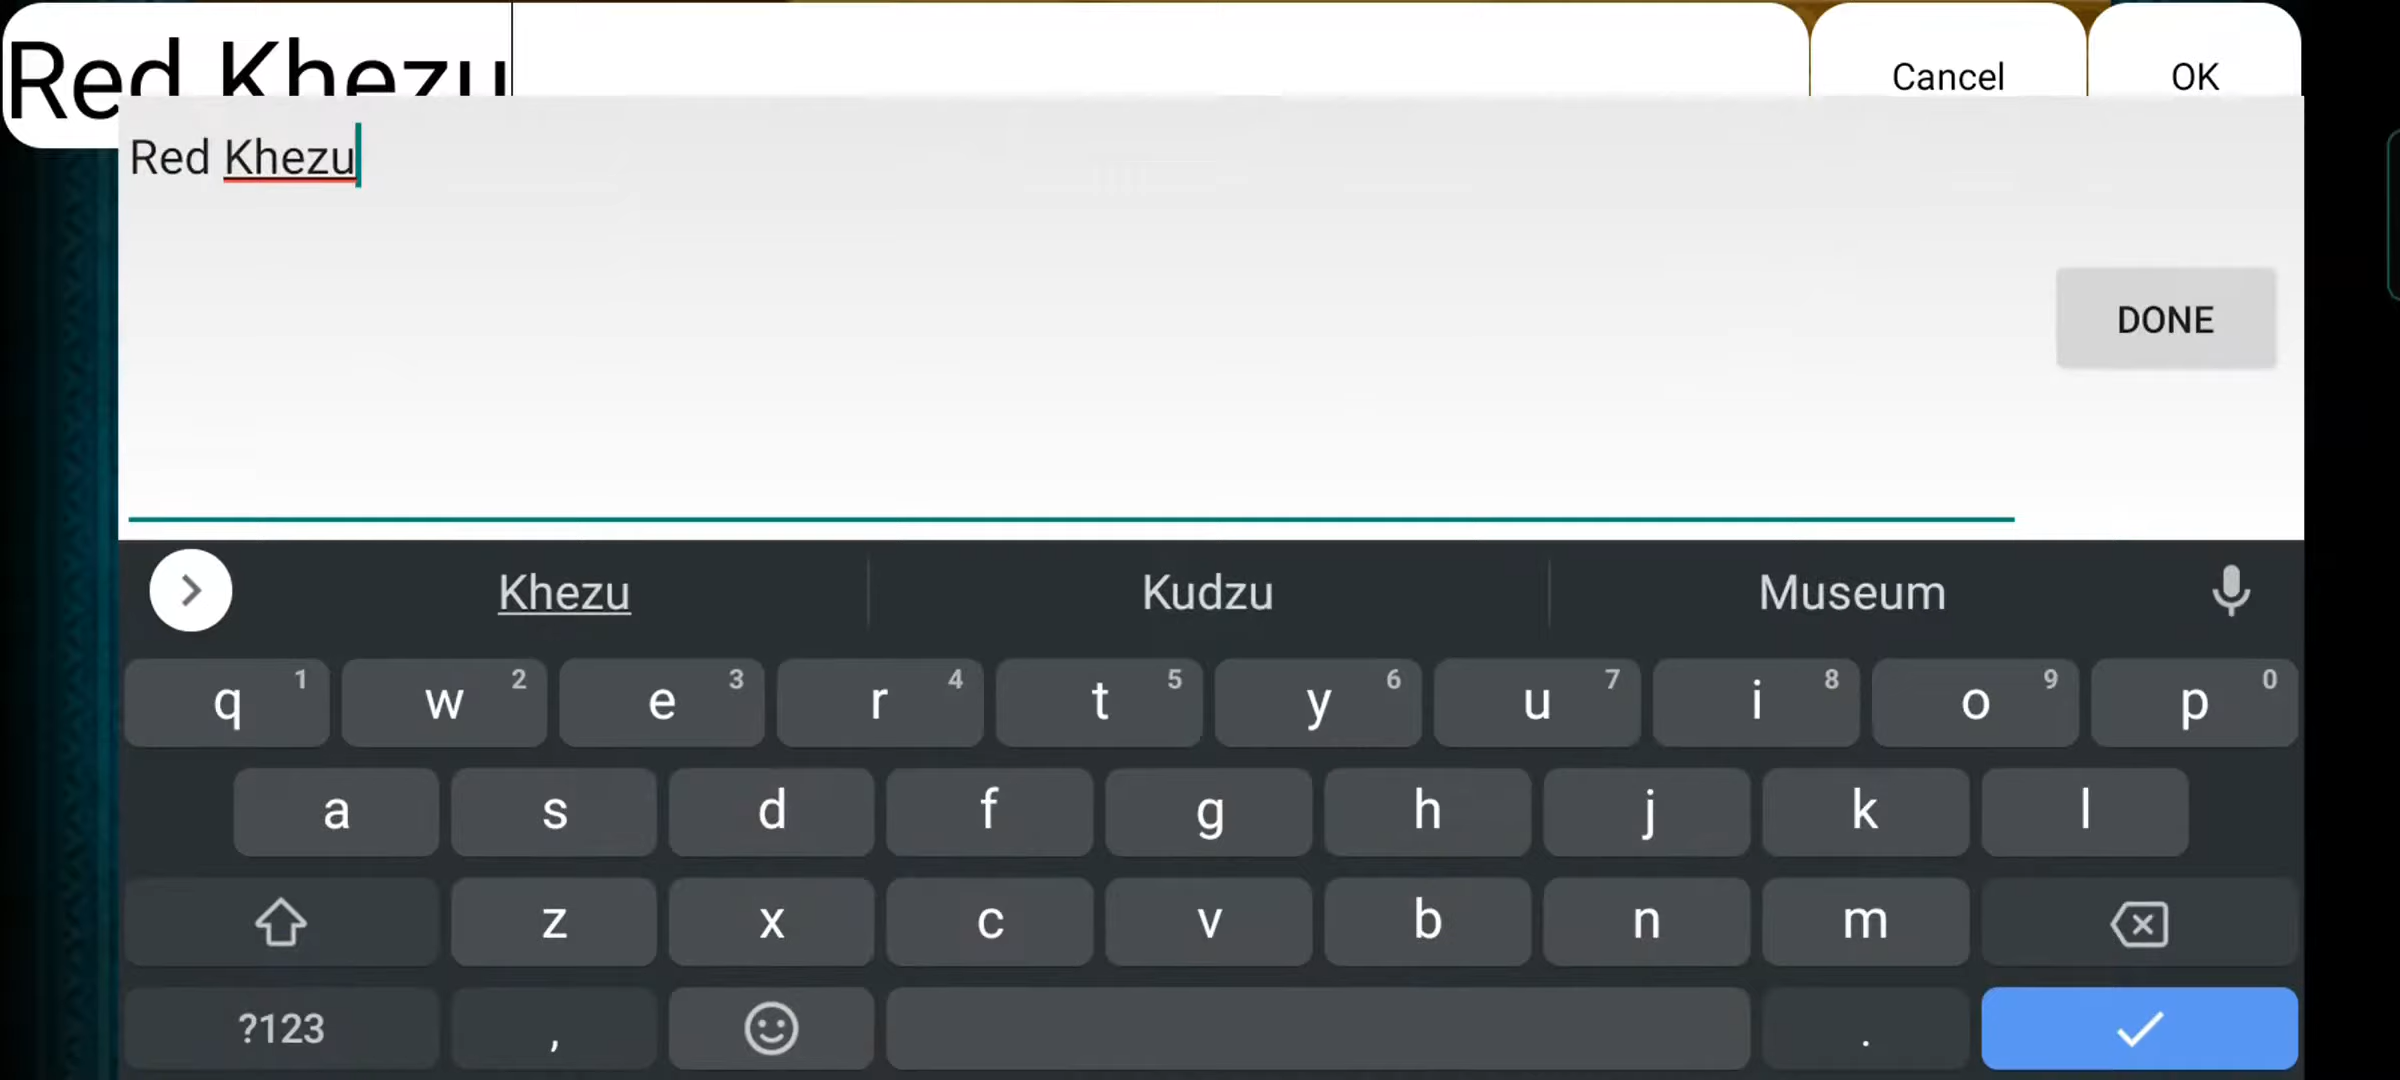 Red Khezu
Cancel
OK
Red Khezu
DONE
Khezu
Kudzu
Museum
q 1 w 2 e 3 r 4 t 5 y 6 u 7 i 8 o 9 p 0
a s d f g h j k l
z x c v b n m
?123 , .